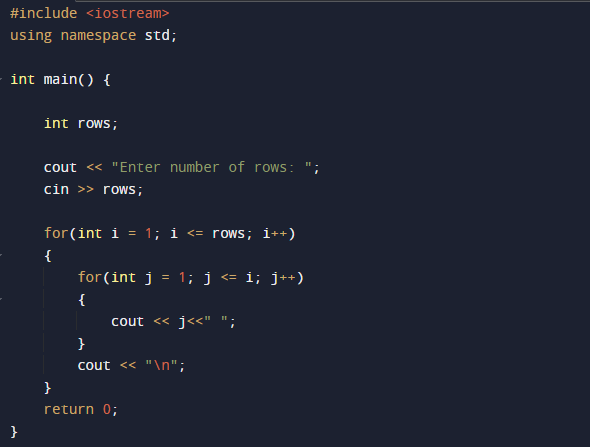 #include <iostream>
using namespace std;
int main() {
int rows;
cout << "Enter number of rows: ";
cin >> rows;
for(int i = 1; i <= rows; i++)
{
for(int j = 1; j <= i; j++)
{
cout << j<<" ";
}
cout << "\n";
}
return 0;
}